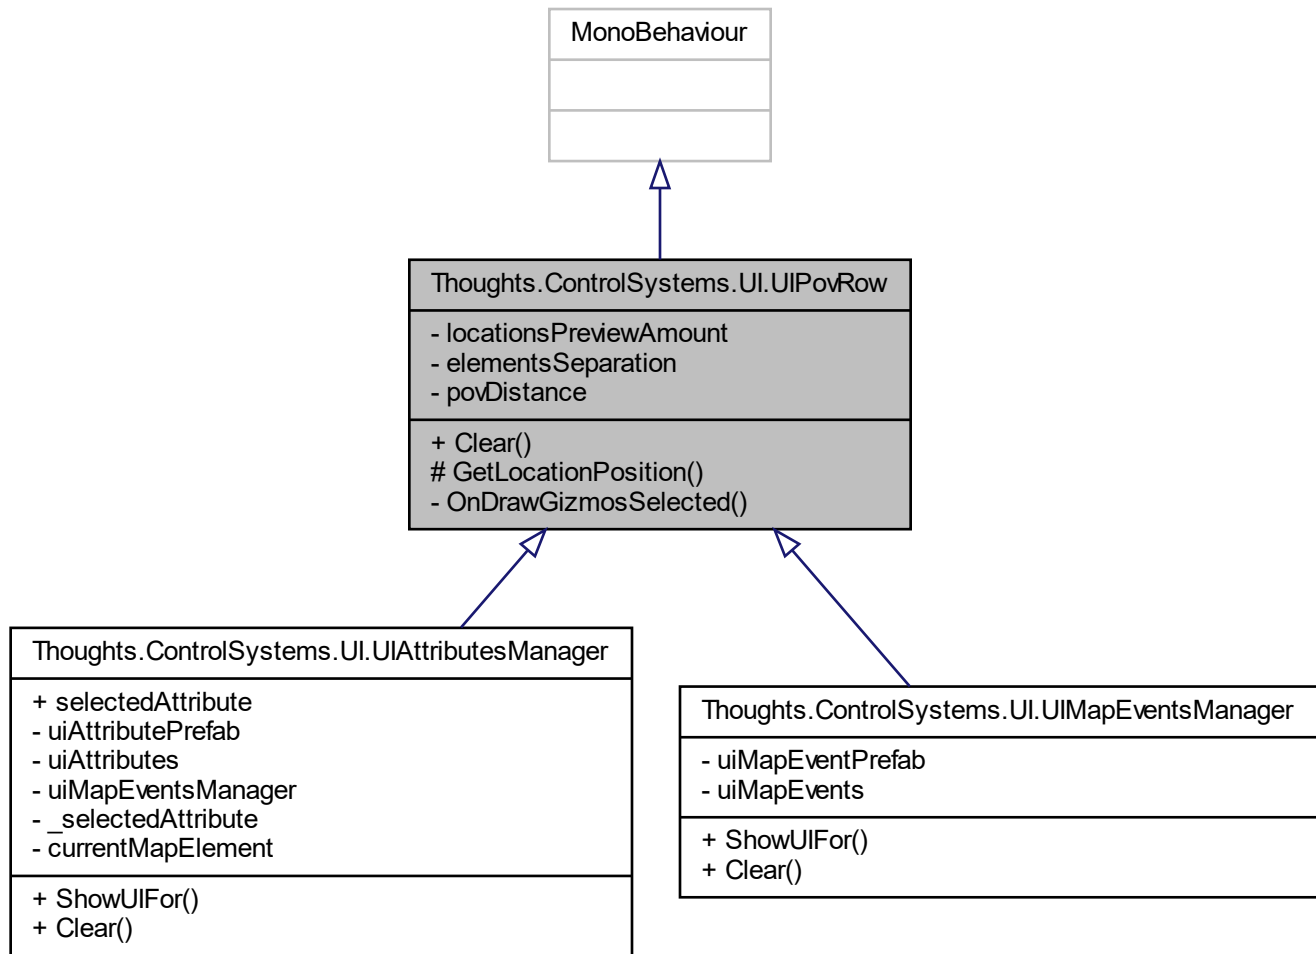 MonoBehaviour
Thoughts.ControlSystems.UI.UIPovRow
- locationsPreviewAmount
- elementsSeparation
- povDistance
+ Clear()
# GetLocationPosition()
- OnDrawGizmosSelected()
Thoughts.ControlSystems.UI.UIAttributesManager
+ selectedAttribute
- uiAttributePrefab
- uiAttributes
- uiMapEventsManager
- _selectedAttribute
- currentMapElement
+ ShowUIFor()
+ Clear()
Thoughts.ControlSystems.UI.UIMapEventsManager
- uiMapEventPrefab
- uiMapEvents
+ ShowUIFor()
+ Clear()